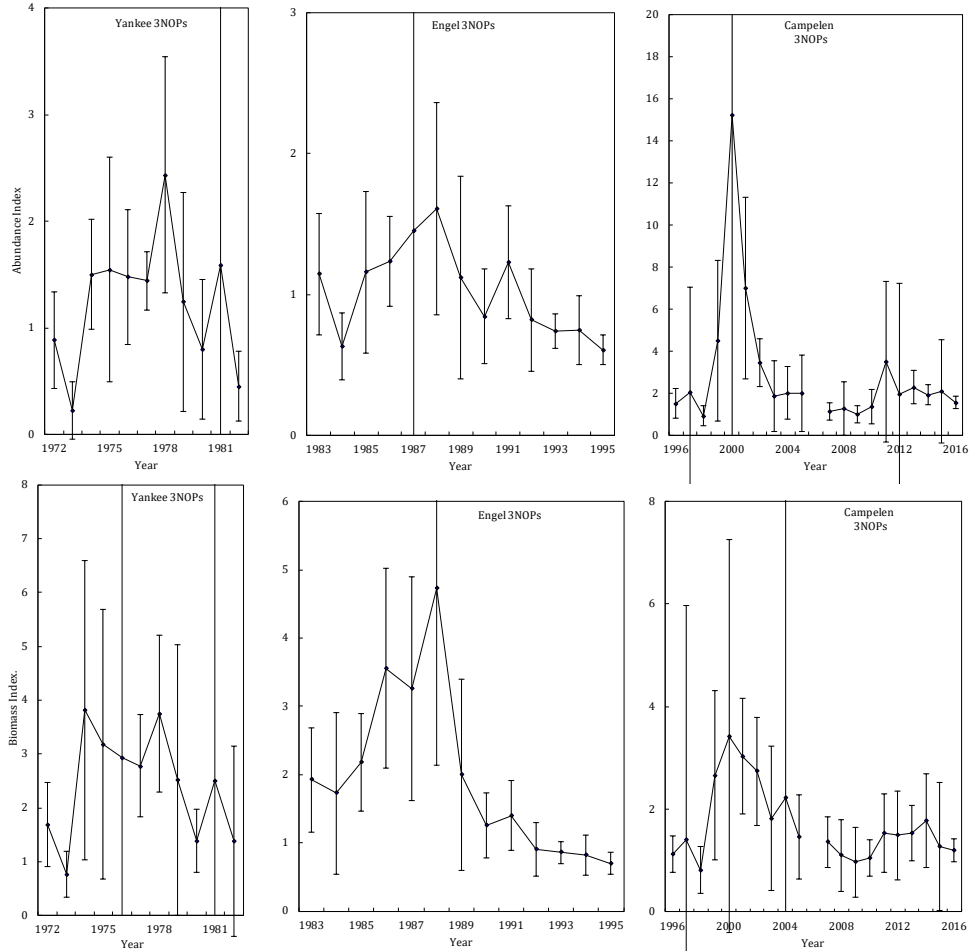 Yankee 3NOPs
4
3
2
1
0
Abundance Index
1972 1975 1978 1981
Year
Engel 3NOPs
3
2
1
0
1983 1985 1987 1989 1991 1993 1995
Year
Campelen
3NOPs
20
18
16
14
12
10
8
6
4
2
0
1996 2000 2004 2008 2012 2016
Year
Yankee 3NOPs
8
7
6
5
4
3
2
1
0
Biomass Index.
1972 1975 1978 1981
Year
Engel 3NOPs
6
5
4
3
2
1
0
1983 1985 1987 1989 1991 1993 1995
Year
Campelen
3NOPs
8
6
4
2
0
1996 2000 2004 2008 2012 2016
Year